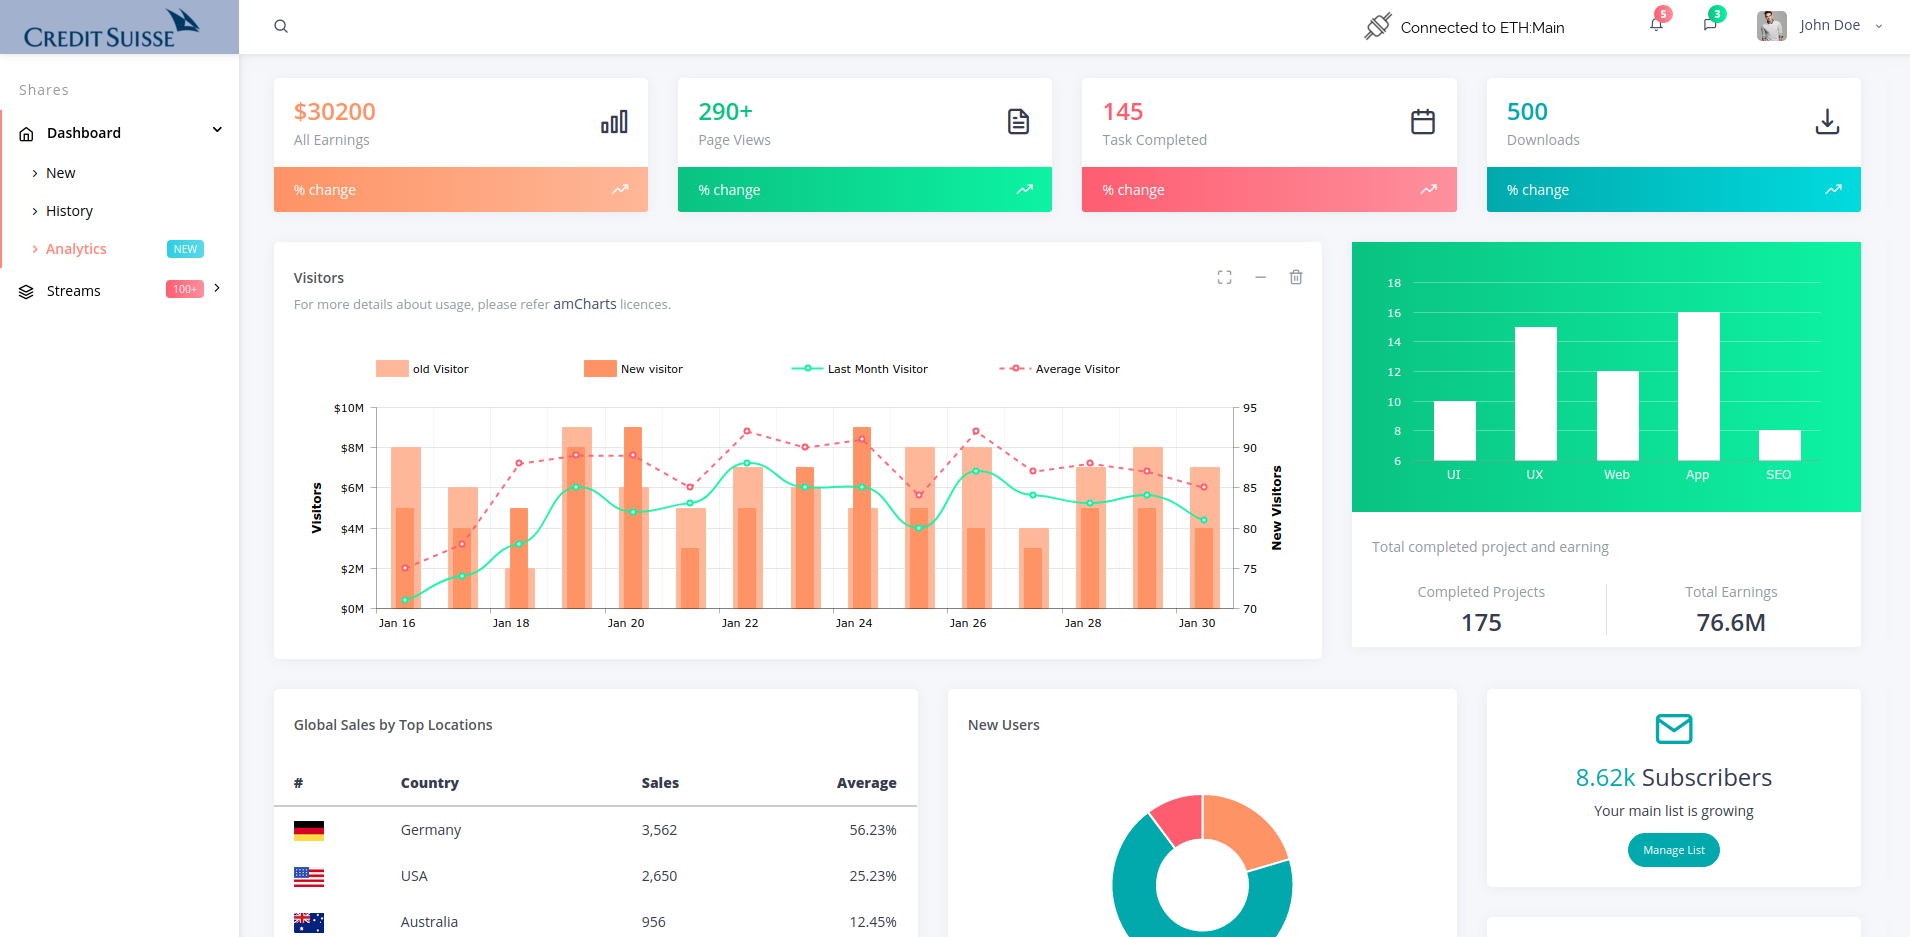 CREDIT SUISSE
Connected to ETH:Main
5
3
John Doe
Shares
Dashboard
New
History
Analytics NEW
Streams 100+
$30200
All Earnings
% change
290+
Page Views
% change
145
Task Completed
% change
500
Downloads
% change
Visitors
For more details about usage, please refer amCharts licences.
old Visitor New visitor Last Month Visitor Average Visitor
$10M
$8M
$6M
$4M
$2M
$0M
Visitors
95
90
85
80
75
70
New Visitors
Jan 16 Jan 18 Jan 20 Jan 22 Jan 24 Jan 26 Jan 28 Jan 30
18
16
14
12
10
8
6
UI UX Web App SEO
Total completed project and earning
Completed Projects
175
Total Earnings
76.6M
Global Sales by Top Locations
# Country Sales Average
Germany 3,562 56.23%
USA 2,650 25.23%
Australia 956 12.45%
New Users
8.62k Subscribers
Your main list is growing
Manage List